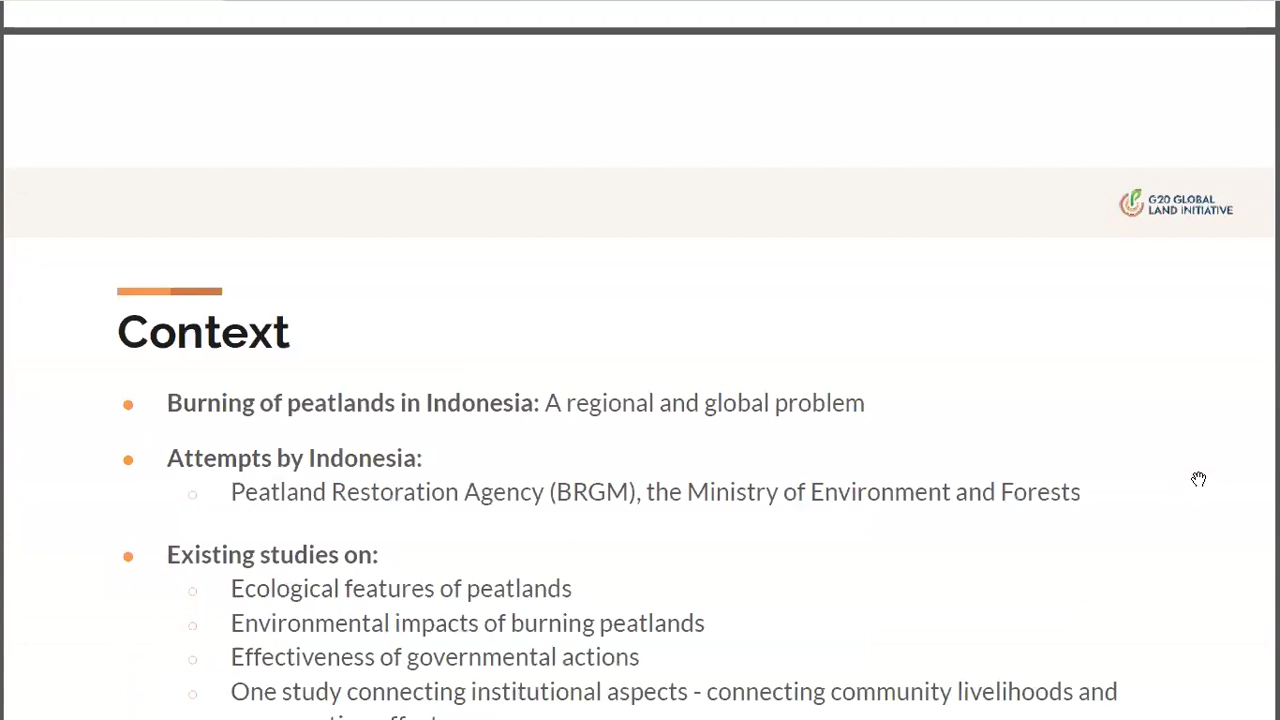 G20 GLOBAL
LAND INITIATIVE
Context
Burning of peatlands in Indonesia: A regional and global problem
Attempts by Indonesia:
Peatland Restoration Agency (BRGM), the Ministry of Environment and Forests
Existing studies on:
Ecological features of peatlands
Environmental impacts of burning peatlands
Effectiveness of governmental actions
One study connecting institutional aspects - connecting community livelihoods and